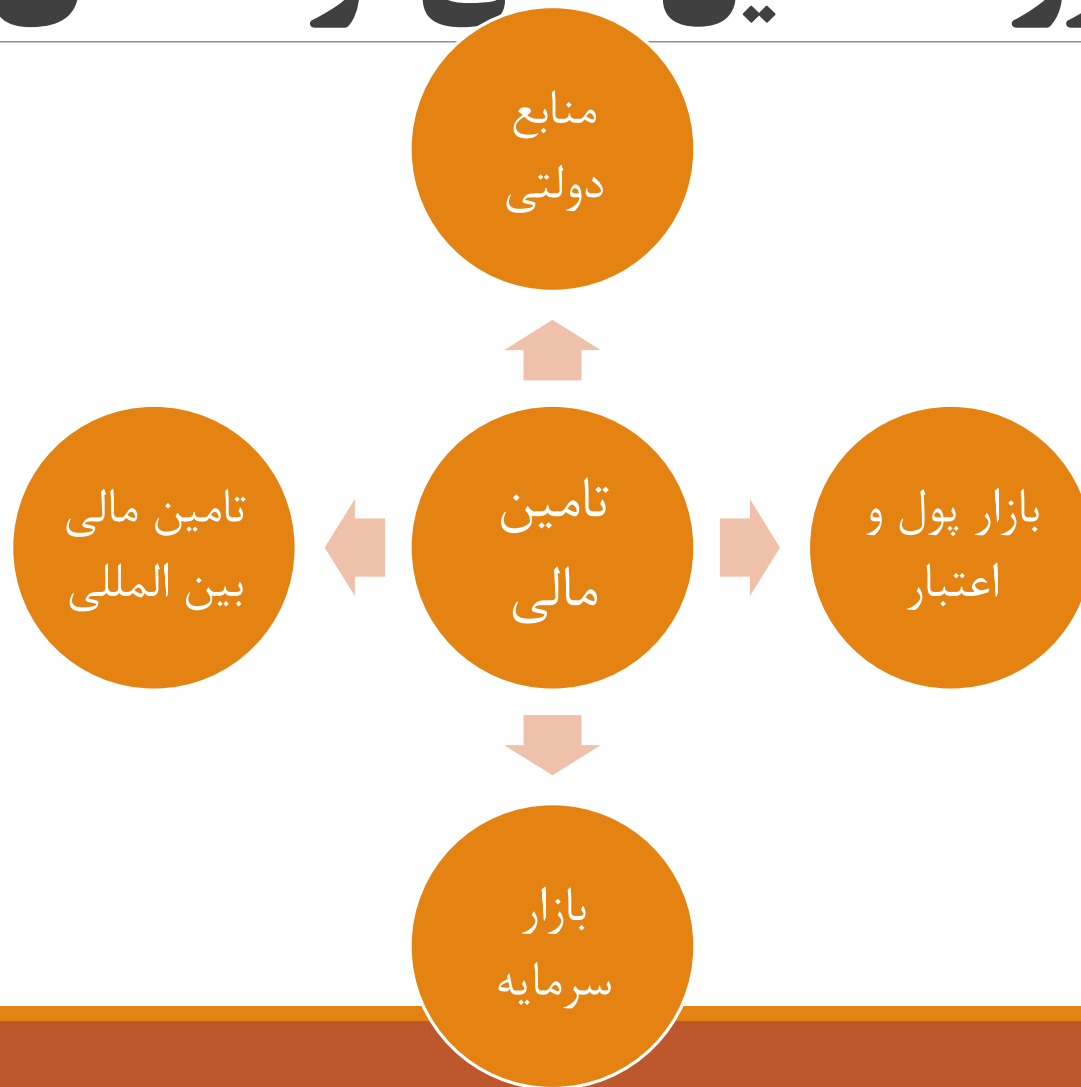 منابع
دولتی
بازار پول و
اعتبار
تامین
مالی
تامین مالی
بین المللی
بازار
سرمایه